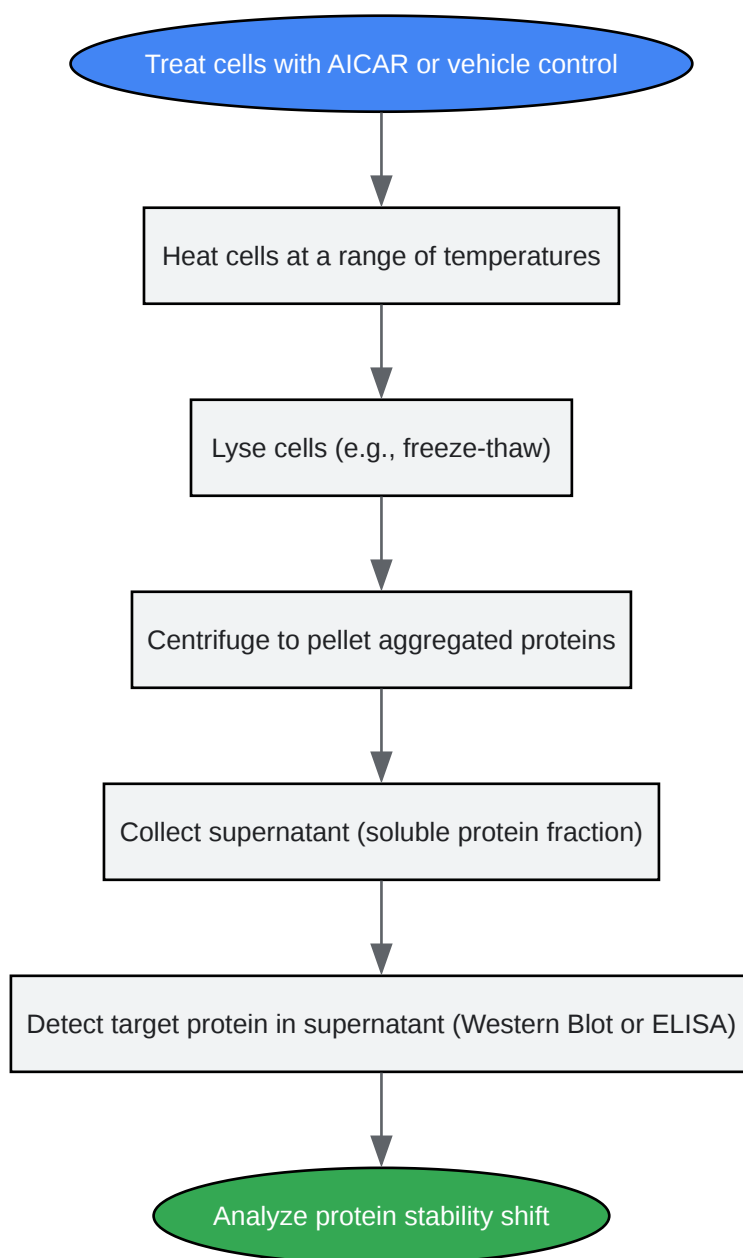 Treat cells with AICAR or vehicle control
Heat cells at a range of temperatures
Lyse cells (e.g., freeze-thaw)
Centrifuge to pellet aggregated proteins
Collect supernatant (soluble protein fraction)
Detect target protein in supernatant (Western Blot or ELISA)
Analyze protein stability shift